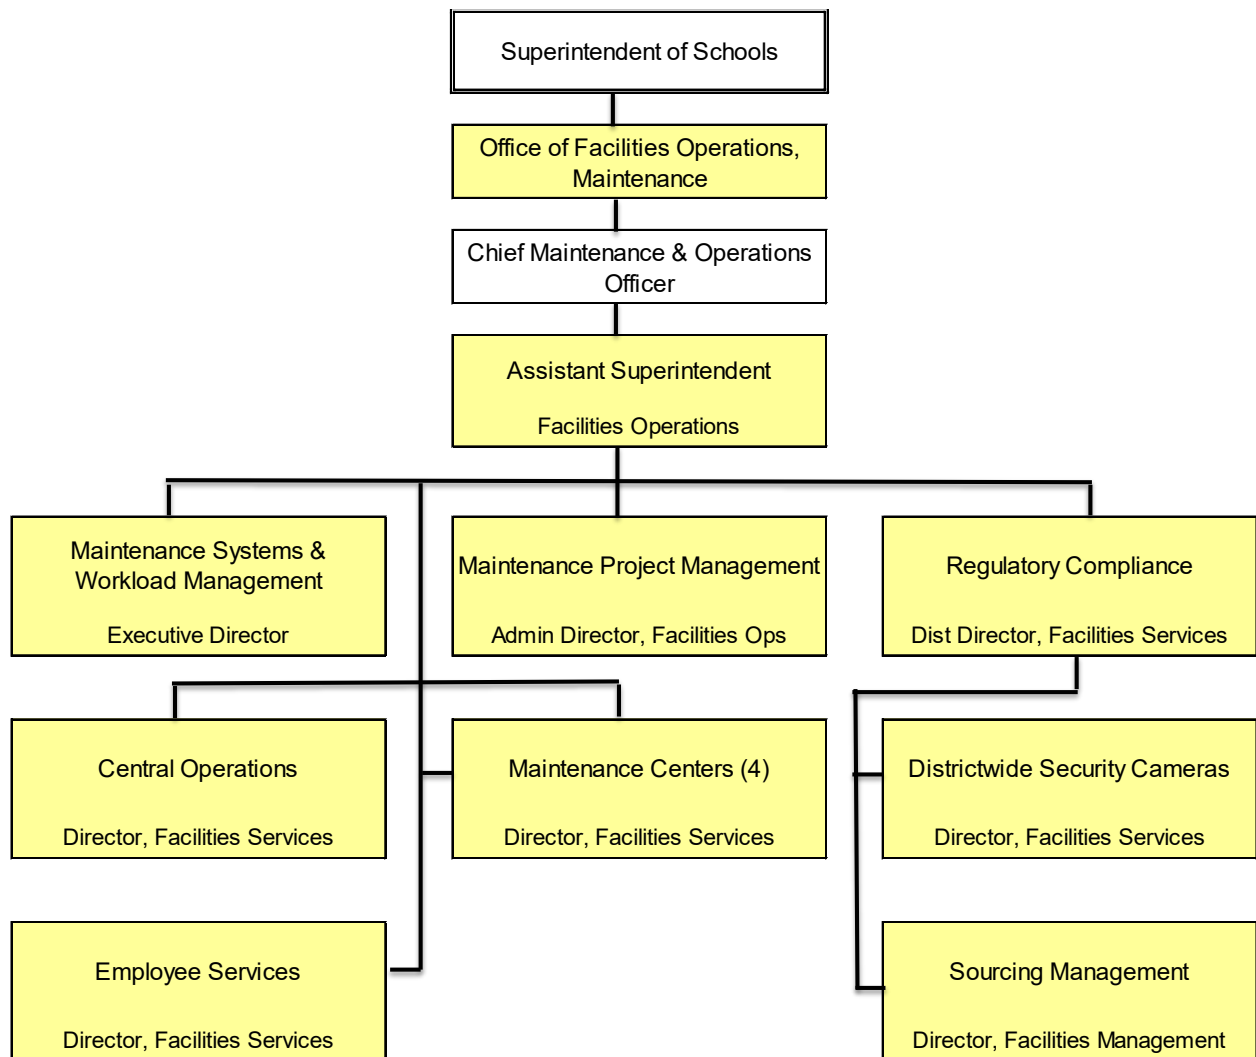 Superintendent of Schools
Office of Facilities Operations,
Maintenance
Chief Maintenance & Operations
Officer
Assistant Superintendent
Facilities Operations
Maintenance Systems &
Workload Management
Executive Director
Maintenance Project Management
Admin Director, Facilities Ops
Regulatory Compliance
Dist Director, Facilities Services
Central Operations
Director, Facilities Services
Maintenance Centers (4)
Director, Facilities Services
Districtwide Security Cameras
Director, Facilities Services
Employee Services
Director, Facilities Services
Sourcing Management
Director, Facilities Management